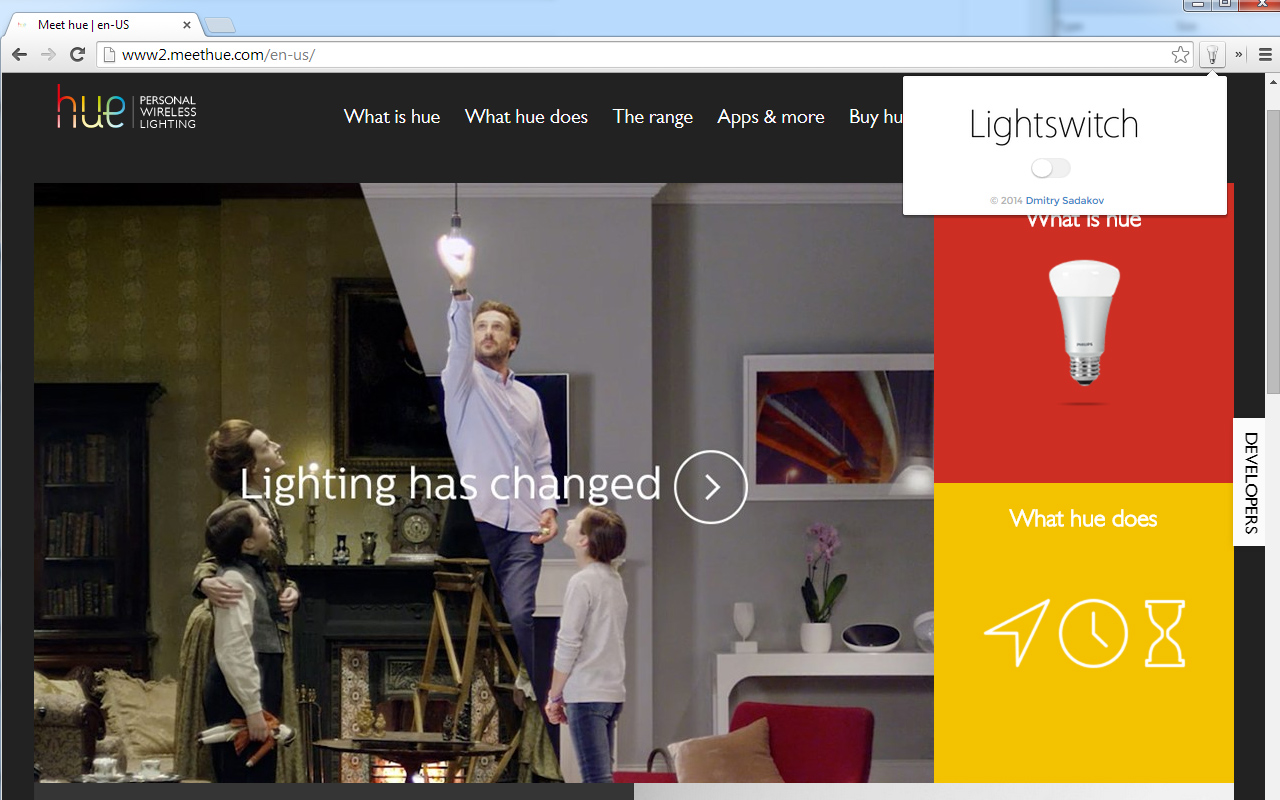 Meet hue | en-US
www2.meethue.com/en-us/
hue
PERSONAL
WIRELESS
LIGHTING
What is hue
What hue does
The range
Apps & more
Buy hu
Lightswitch
© 2014 Dmitry Sadakov
What is hue
PHILIPS
Lighting has changed
What hue does
DEVELOPERS